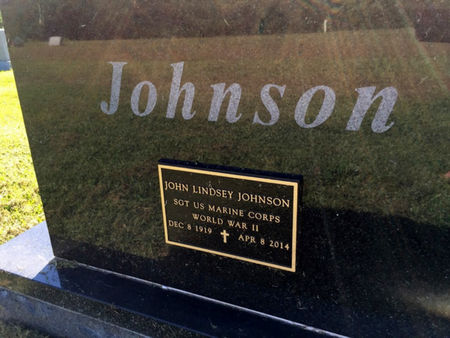 Johnson
JOHN LINDSEY JOHNSON
SGT US MARINE CORPS
WORLD WAR II
DEC 8 1919 APR 8 2014